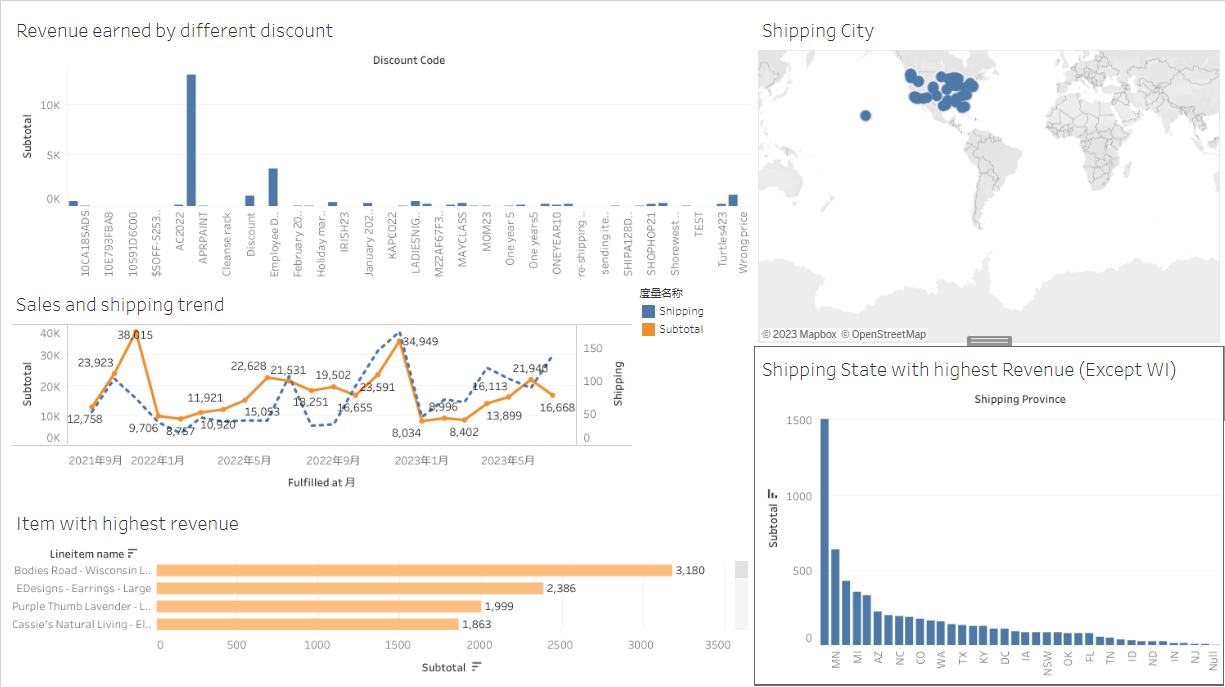 Revenue earned by different discount
Discount Code
Subtotal
10K
5K
0K
10CA185AD5
10E793FBA8
10591D6C00
$5OFF-5253..
AC2022
APRPAINT
Cleanse rack
Discount
Employee D..
February 20..
Holiday mar..
IRISH23
January 202..
KAPCO22
LADIESNIG..
M22AF67F3..
MAYCLASS
MOM23
One year 5
One years5
ONEYEAR10
re-shipping ..
sending ite..
SHIPA128D..
SHOPHOP21
Shorewest ..
TEST
Turtles423
Wrong price
Sales and shipping trend
度量名称
Shipping
Subtotal
Subtotal
40K
30K
20K
10K
0K
12,758
23,923
38,015
9,706
8,757
11,921
10,920
15,053
22,628
21,531
18,251
19,502
16,655
23,591
34,949
8,034
8,996
8,402
16,113
13,899
21,940
16,668
150
100
50
0
Shipping
2021年9月
2022年1月
2022年5月
2022年9月
2023年1月
2023年5月
Fulfilled at 月
Item with highest revenue
Lineitem name
Bodies Road - Wisconsin L.. 3,180
EDesigns - Earrings - Large 2,386
Purple Thumb Lavender - L.. 1,999
Cassie's Natural Living - El.. 1,863
0 500 1000 1500 2000 2500 3000 3500
Subtotal
Shipping City
© 2023 Mapbox © OpenStreetMap
Shipping State with highest Revenue (Except WI)
Shipping Province
Subtotal
1500
1000
500
0
MN
MI
AZ
NC
CO
WA
TX
KY
DC
IA
NSW
OK
FL
TN
ID
ND
IN
NJ
Null